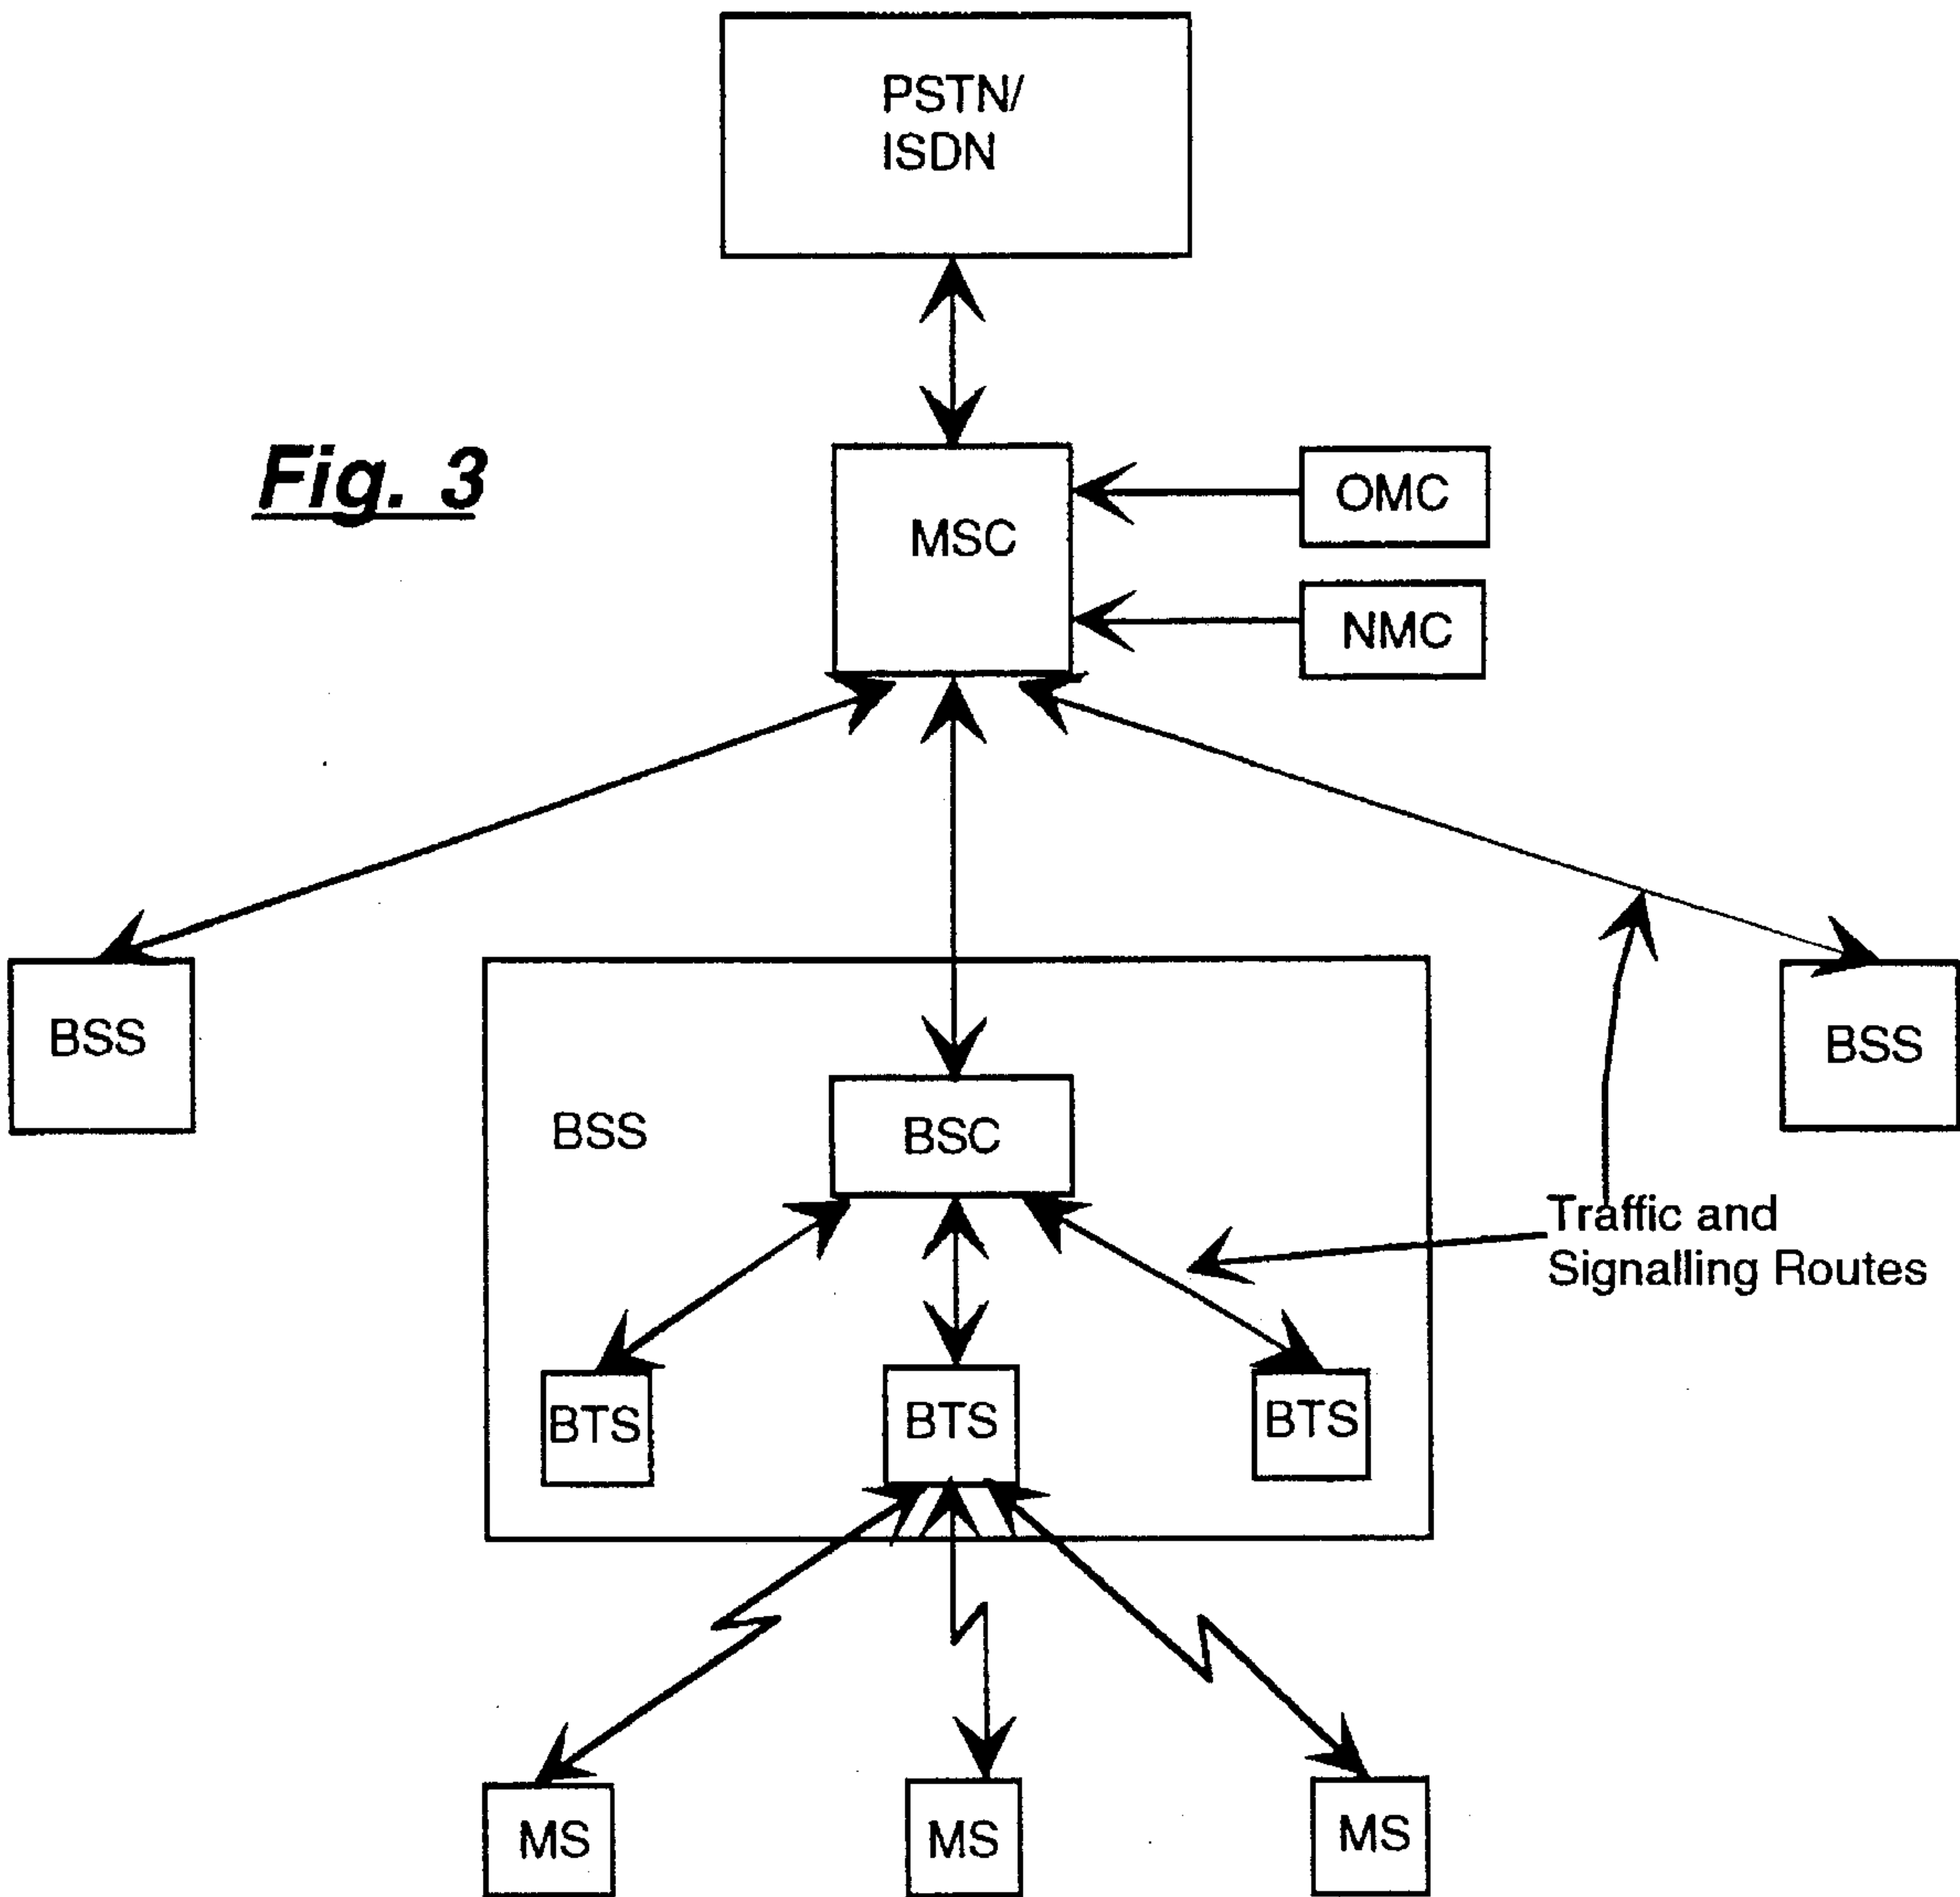 PSTN/
ISDN
Fig. 3
MSC
OMC
NMC
BSS
BSS
BSS
BSC
Traffic and
Signalling Routes
BTS
BTS
BTS
MS
MS
MS